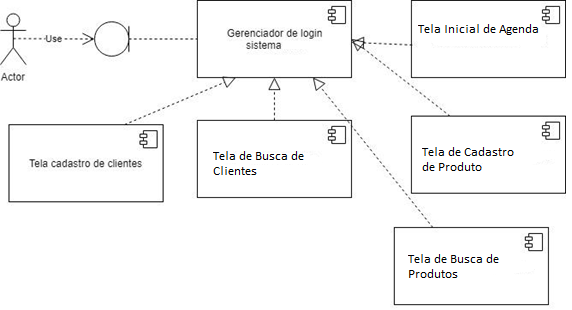 Gerenciador de login
sistema
Tela Inicial de Agenda
Use
Actor
Tela cadastro de clientes
Tela de Busca de
Clientes
Tela de Cadastro
de Produto
Tela de Busca de
Produtos